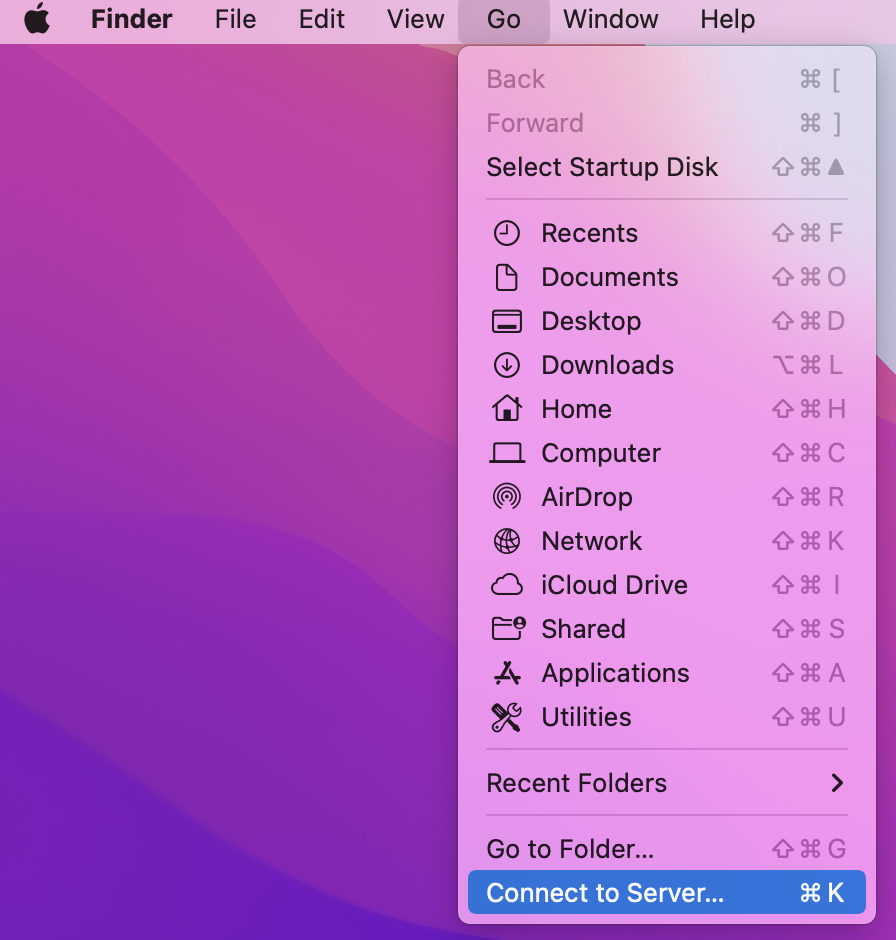 Finder File Edit View Go Window Help
Back ⌘ [
Forward ⌘ ]
Select Startup Disk ⇧⌘▲
Recents ⇧⌘F
Documents ⇧⌘O
Desktop ⇧⌘D
Downloads ⌥⌘L
Home ⇧⌘H
Computer ⇧⌘C
AirDrop ⇧⌘R
Network ⇧⌘K
iCloud Drive ⇧⌘I
Shared ⇧⌘S
Applications ⇧⌘A
Utilities ⇧⌘U
Recent Folders
Go to Folder... ⇧⌘G
Connect to Server... ⌘K